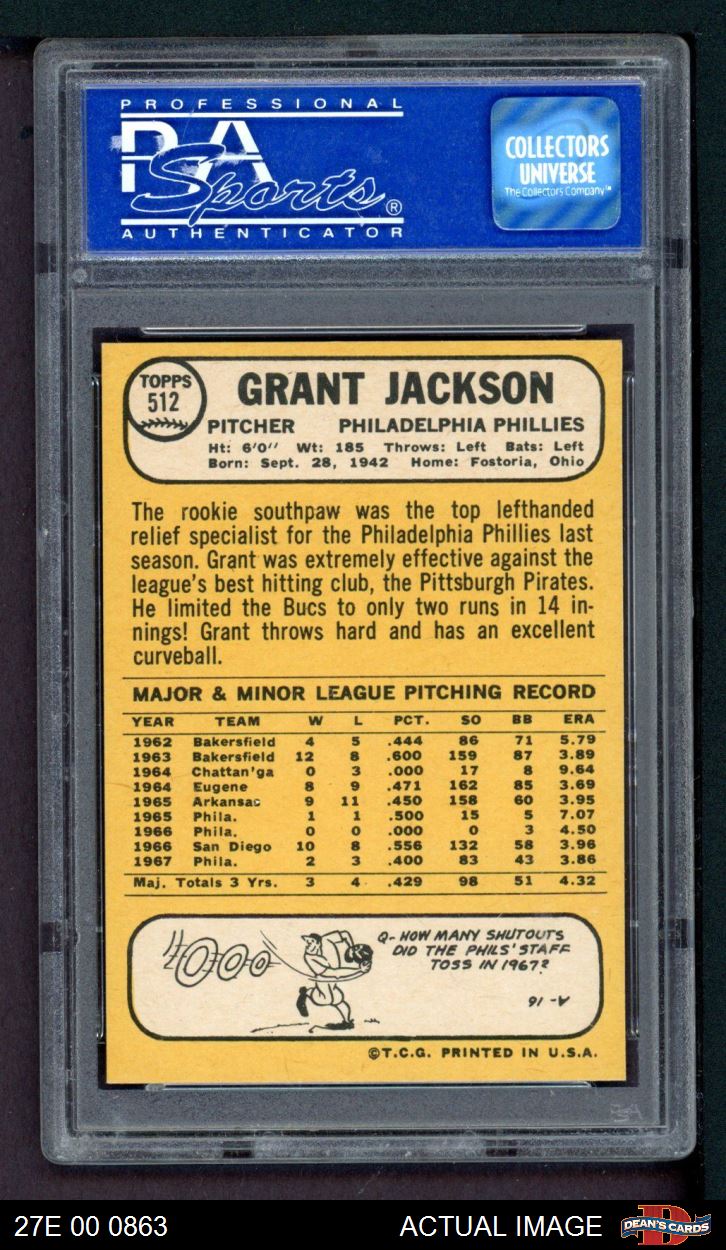 PROFESSIONAL
PSA
Sports®
AUTHENTICATOR
COLLECTORS
UNIVERSE
The Collectors Company™
TOPPS
512
GRANT JACKSON
PITCHER PHILADELPHIA PHILLIES
Ht: 6'0'' Wt: 185 Throws: Left Bats: Left
Born: Sept. 28, 1942 Home: Fostoria, Ohio
The rookie southpaw was the top lefthanded
relief specialist for the Philadelphia Phillies last
season. Grant was extremely effective against the
league's best hitting club, the Pittsburgh Pirates.
He limited the Bucs to only two runs in 14 in-
nings! Grant throws hard and has an excellent
curveball.
MAJOR & MINOR LEAGUE PITCHING RECORD
YEAR TEAM W L PCT. SO BB ERA
1962 Bakersfield 4 5 .444 86 71 5.79
1963 Bakersfield 12 8 .600 159 87 3.89
1964 Chattan'ga 0 3 .000 17 8 9.64
1964 Eugene 8 9 .471 162 85 3.69
1965 Arkansas 9 11 .450 158 60 3.95
1965 Phila. 1 1 .500 15 5 7.07
1966 Phila. 0 0 .000 0 3 4.50
1966 San Diego 10 8 .556 132 58 3.96
1967 Phila. 2 3 .400 83 43 3.86
Maj. Totals 3 Yrs. 3 4 .429 98 51 4.32
000
Q- HOW MANY SHUTOUTS
DID THE PHILS' STAFF
TOSS IN 1967?
A- 16
©T.C.G. PRINTED IN U.S.A.
PSA
27E 00 0863 ACTUAL IMAGE
D
DEAN'S CARDS